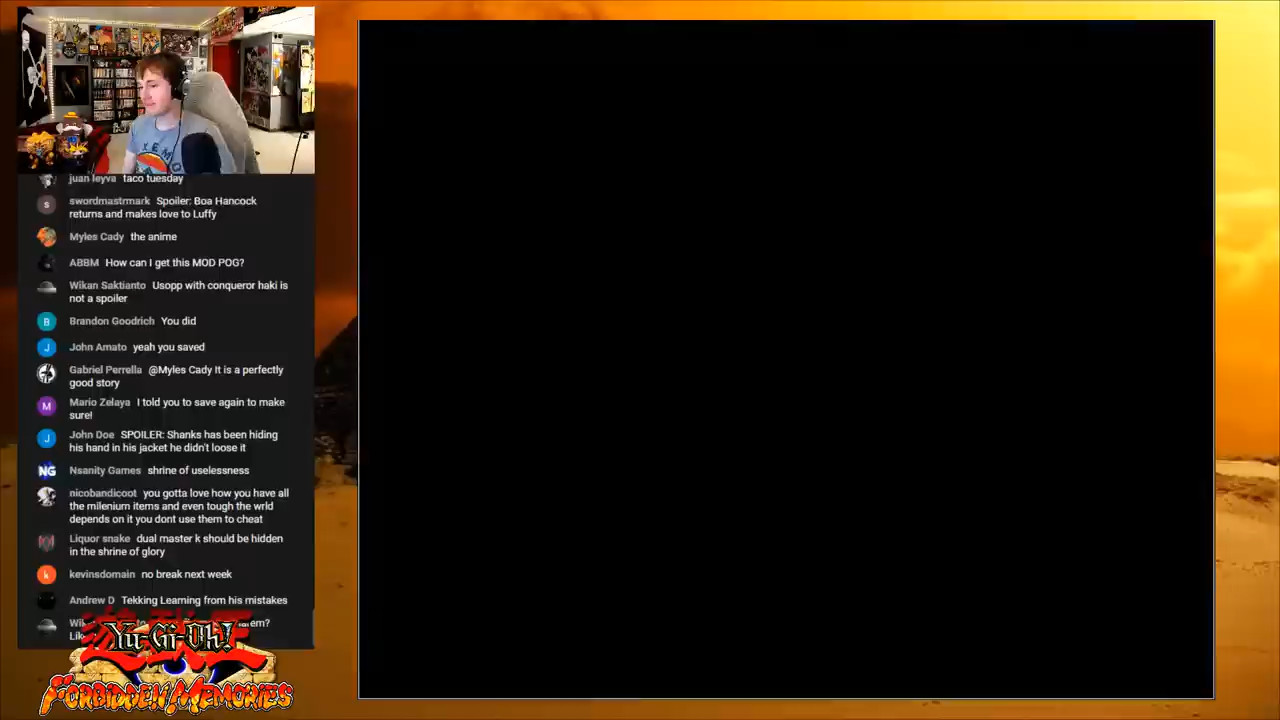 juan leyva taco tuesday
swordmastrmark Spoiler: Boa Hancock
returns and makes love to Luffy
Myles Cady the anime
ABBM How can I get this MOD POG?
Wikan Saktianto Usopp with conqueror haki is
not a spoiler
B Brandon Goodrich You did
J John Amato yeah you saved
Gabriel Perrella @Myles Cady It is a perfectly
good story
M Mario Zelaya I told you to save again to make
sure!
J John Doe SPOILER: Shanks has been hiding
his hand in his jacket he didn't loose it
NG Nsanity Games shrine of uselessness
nicobandicoot you gotta love how you have all
the milenium items and even tough the wrld
depends on it you dont use them to cheat
Liquor snake dual master k should be hidden
in the shrine of glory
k kevinsdomain no break next week
Andrew D Tekking Learning from his mistakes
Yu-Gi-Oh!
Forbidden Memories